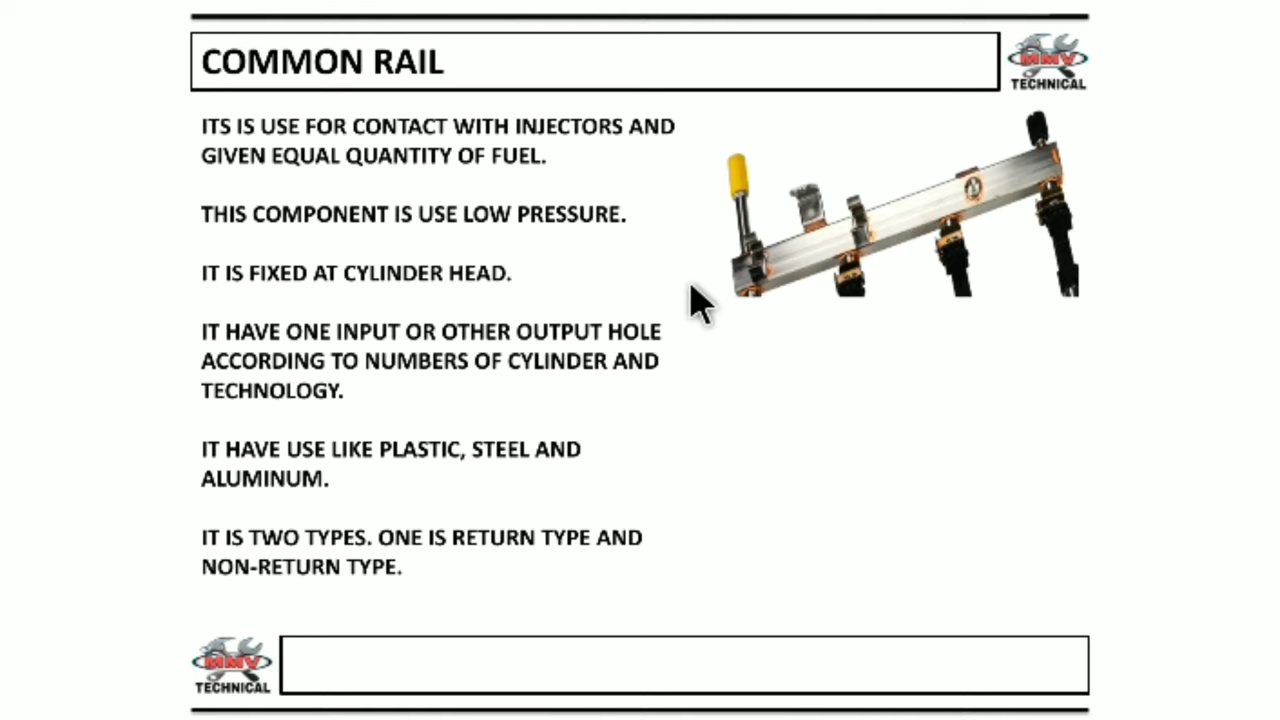 COMMON RAIL
MMV
TECHNICAL
ITS IS USE FOR CONTACT WITH INJECTORS AND
GIVEN EQUAL QUANTITY OF FUEL.
THIS COMPONENT IS USE LOW PRESSURE.
IT IS FIXED AT CYLINDER HEAD.
IT HAVE ONE INPUT OR OTHER OUTPUT HOLE
ACCORDING TO NUMBERS OF CYLINDER AND
TECHNOLOGY.
IT HAVE USE LIKE PLASTIC, STEEL AND
ALUMINUM.
IT IS TWO TYPES. ONE IS RETURN TYPE AND
NON-RETURN TYPE.
MMV
TECHNICAL